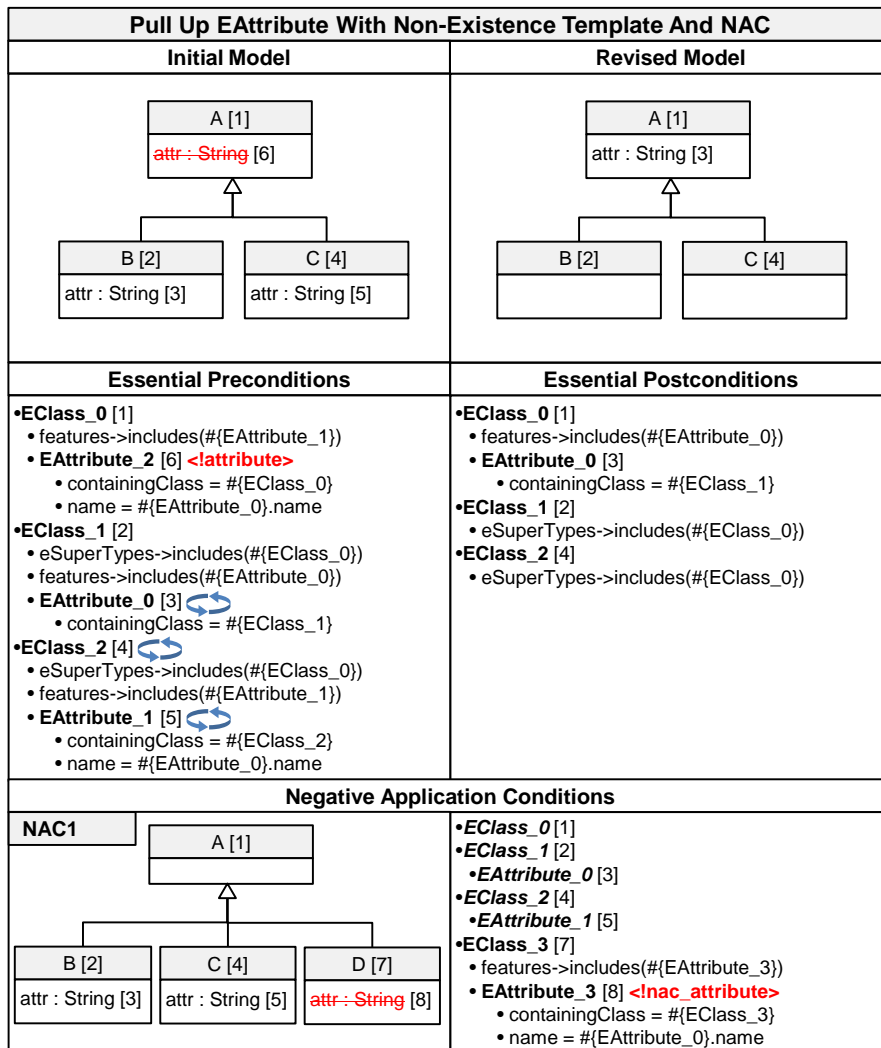 Pull Up EAttribute With Non-Existence Template And NAC
Initial Model
Revised Model
A [1]
attr : String [6]
B [2]
attr : String [3]
C [4]
attr : String [5]
A [1]
attr : String [3]
B [2]
C [4]
Essential Preconditions
•EClass_0 [1]
• features->includes(#{EAttribute_1})
• EAttribute_2 [6] <!attribute>
• containingClass = #{EClass_0}
• name = #{EAttribute_0}.name
•EClass_1 [2]
• eSuperTypes->includes(#{EClass_0})
• features->includes(#{EAttribute_0})
• EAttribute_0 [3]
• containingClass = #{EClass_1}
•EClass_2 [4]
• eSuperTypes->includes(#{EClass_0})
• features->includes(#{EAttribute_1})
• EAttribute_1 [5]
• containingClass = #{EClass_2}
• name = #{EAttribute_0}.name
Essential Postconditions
•EClass_0 [1]
• features->includes(#{EAttribute_0})
• EAttribute_0 [3]
• containingClass = #{EClass_1}
•EClass_1 [2]
• eSuperTypes->includes(#{EClass_0})
•EClass_2 [4]
• eSuperTypes->includes(#{EClass_0})
Negative Application Conditions
NAC1
A [1]
B [2]
attr : String [3]
C [4]
attr : String [5]
D [7]
attr : String [8]
•EClass_0 [1]
•EClass_1 [2]
•EAttribute_0 [3]
•EClass_2 [4]
•EAttribute_1 [5]
•EClass_3 [7]
• features->includes(#{EAttribute_3})
• EAttribute_3 [8] <!nac_attribute>
• containingClass = #{EClass_3}
• name = #{EAttribute_0}.name